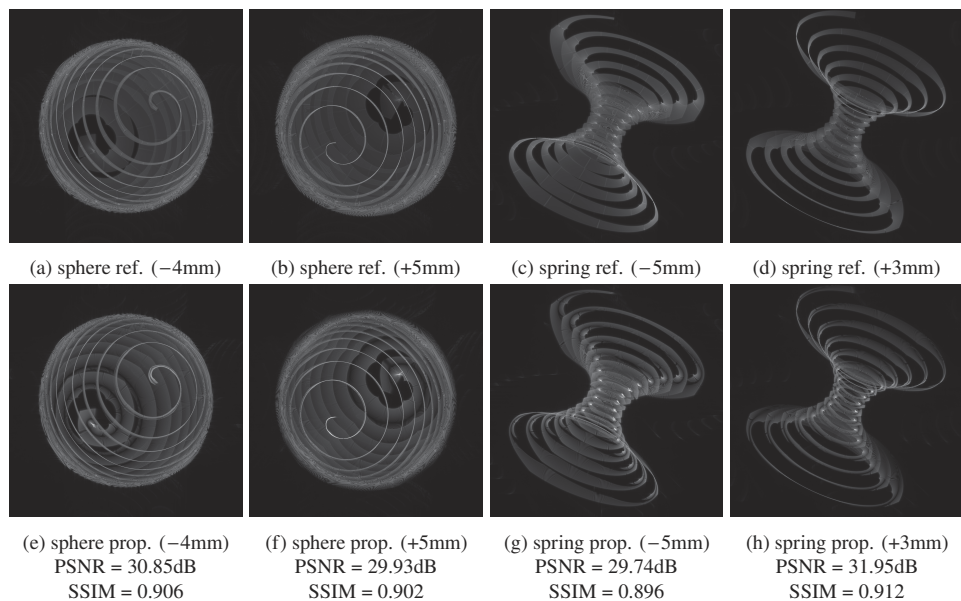 (a) sphere ref. (−4mm)
(b) sphere ref. (+5mm)
(c) spring ref. (−5mm)
(d) spring ref. (+3mm)
(e) sphere prop. (−4mm)
PSNR = 30.85dB
SSIM = 0.906
(f) sphere prop. (+5mm)
PSNR = 29.93dB
SSIM = 0.902
(g) spring prop. (−5mm)
PSNR = 29.74dB
SSIM = 0.896
(h) spring prop. (+3mm)
PSNR = 31.95dB
SSIM = 0.912